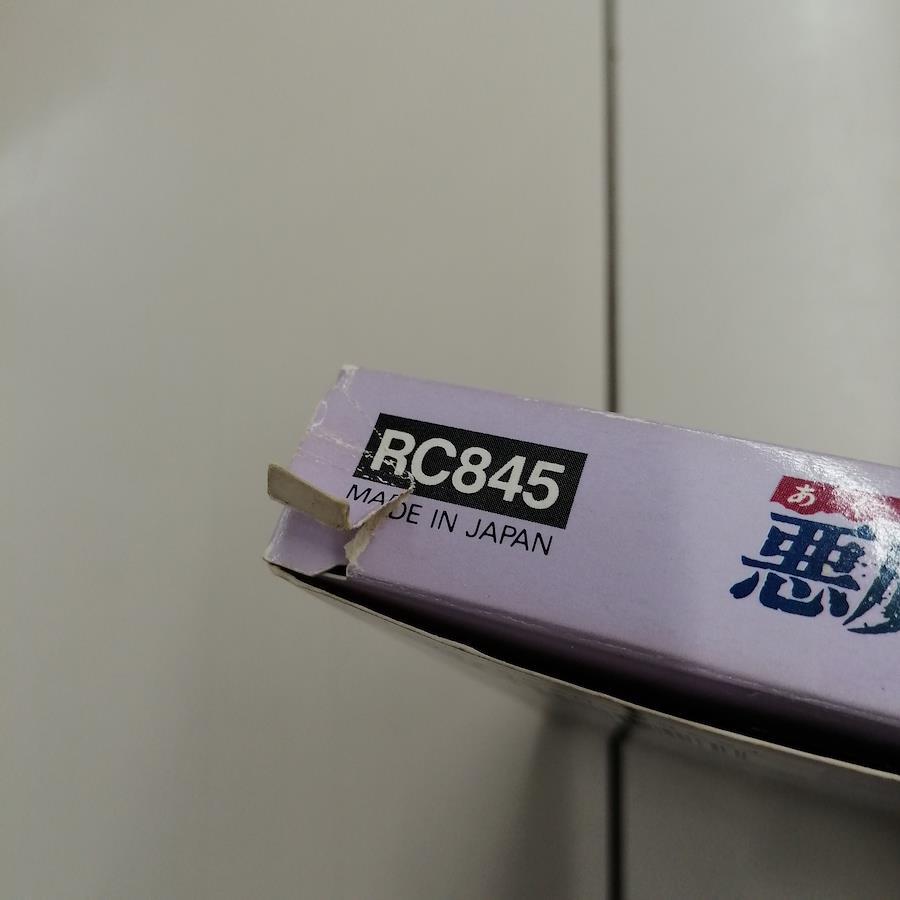 RC845
MADE IN JAPAN
あ
悪